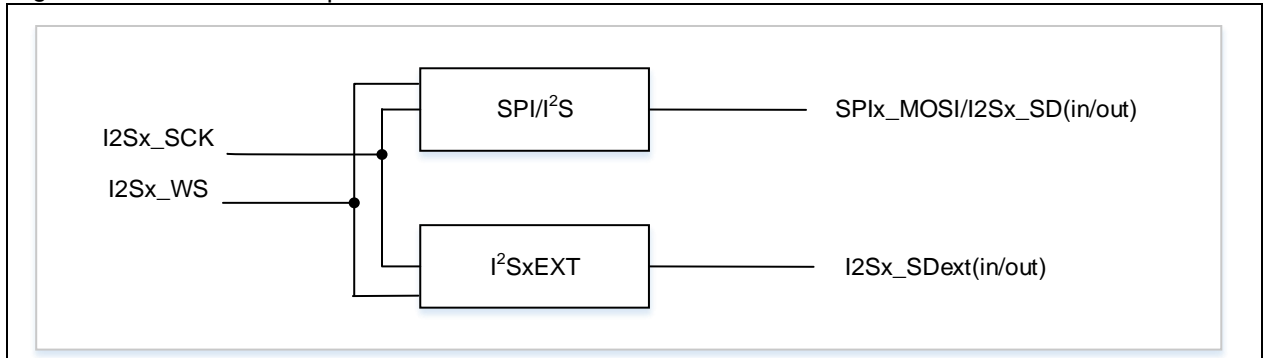 SPI/I²S
SPIx_MOSI/I2Sx_SD(in/out)
I2Sx_SCK
I2Sx_WS
I²SxEXT
I2Sx_SDext(in/out)